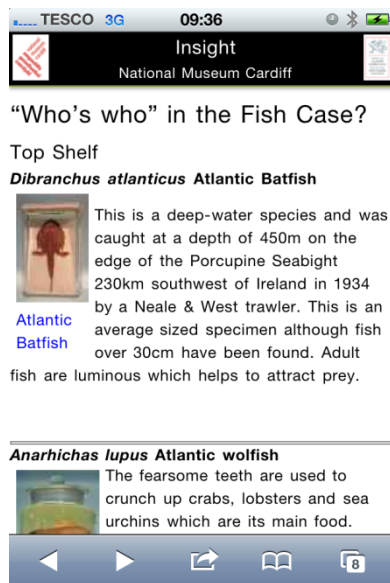 TESCO 3G 09:36
Insight
National Museum Cardiff
“Who’s who” in the Fish Case?
Top Shelf
Dibranchus atlanticus Atlantic Batfish
This is a deep-water species and was
caught at a depth of 450m on the
edge of the Porcupine Seabight
230km southwest of Ireland in 1934
by a Neale & West trawler. This is an
average sized specimen although fish
over 30cm have been found. Adult
fish are luminous which helps to attract prey.
Atlantic
Batfish
Anarhichas lupus Atlantic wolfish
The fearsome teeth are used to
crunch up crabs, lobsters and sea
urchins which are its main food.
8